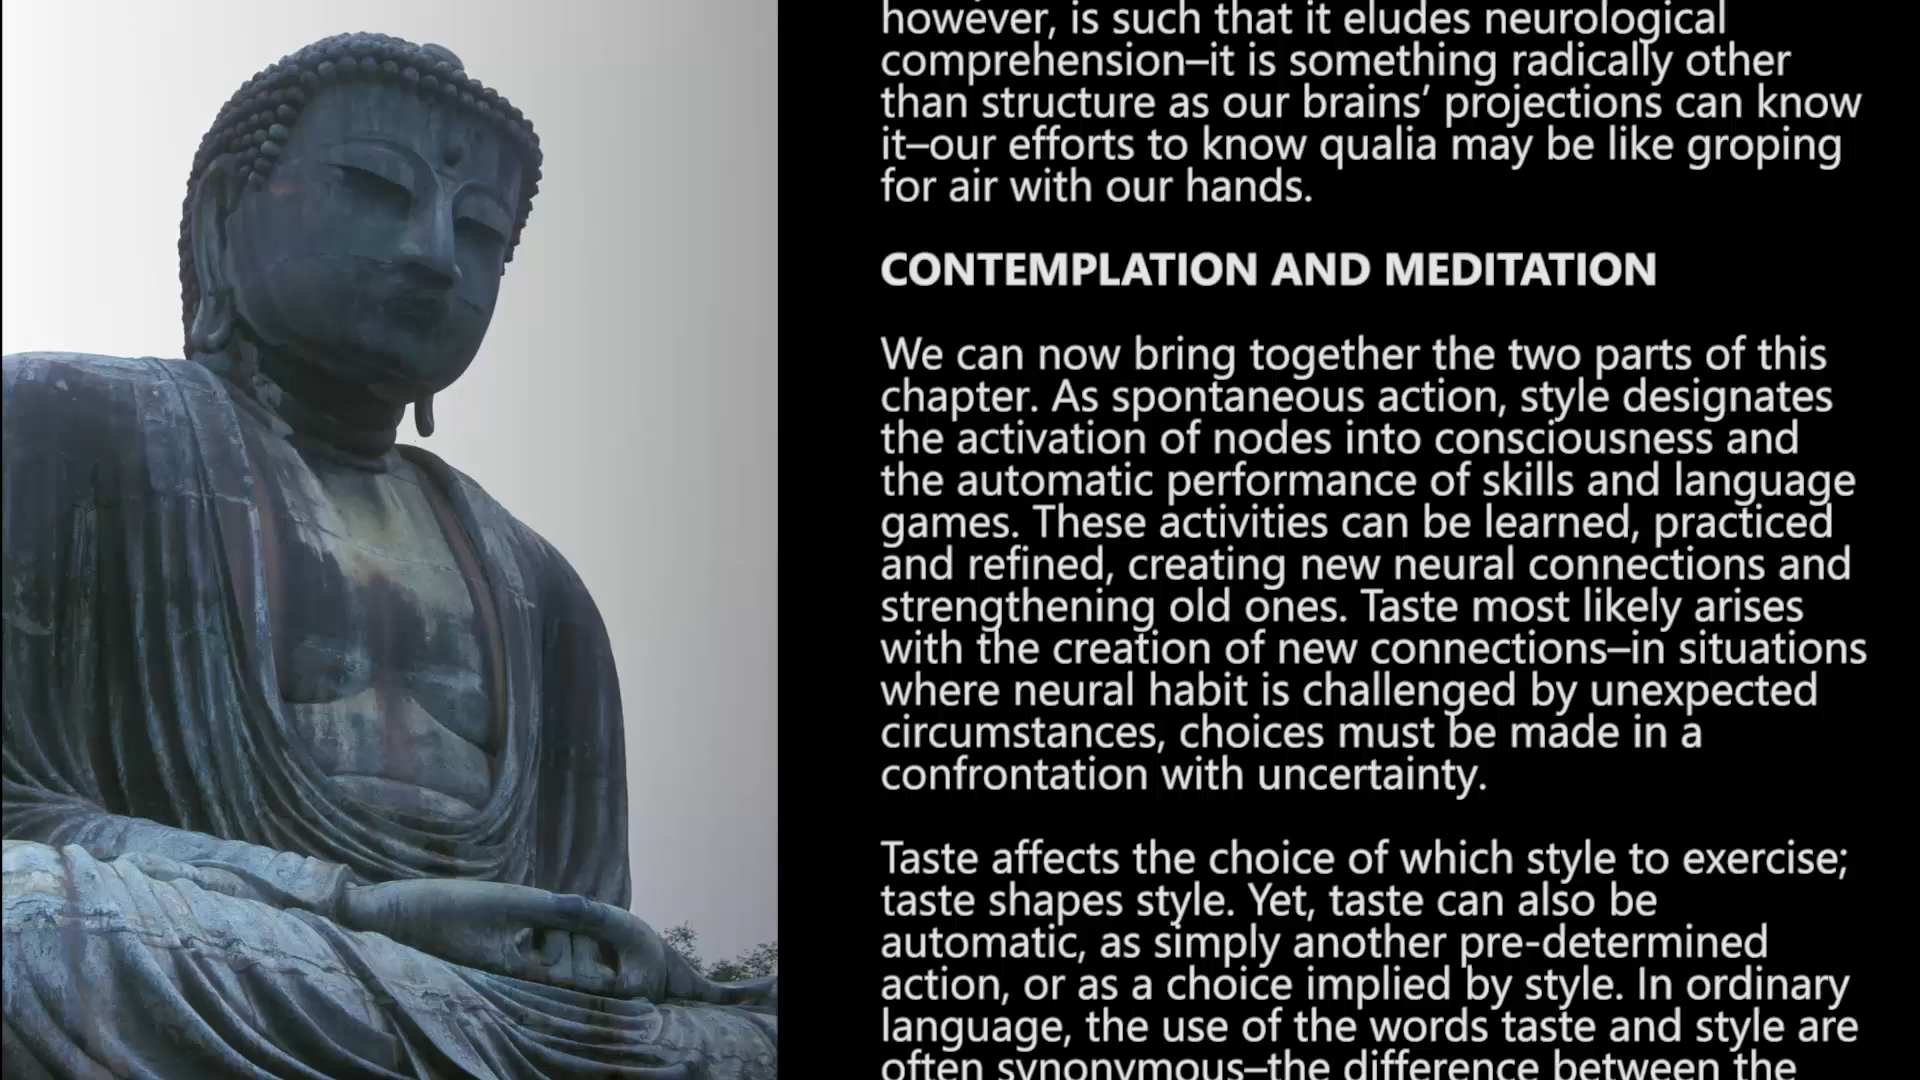 however, is such that it eludes neurological
comprehension–it is something radically other
than structure as our brains’ projections can know
it–our efforts to know qualia may be like groping
for air with our hands.
CONTEMPLATION AND MEDITATION
We can now bring together the two parts of this
chapter. As spontaneous action, style designates
the activation of nodes into consciousness and
the automatic performance of skills and language
games. These activities can be learned, practiced
and refined, creating new neural connections and
strengthening old ones. Taste most likely arises
with the creation of new connections–in situations
where neural habit is challenged by unexpected
circumstances, choices must be made in a
confrontation with uncertainty.
Taste affects the choice of which style to exercise;
taste shapes style. Yet, taste can also be
automatic, as simply another pre-determined
action, or as a choice implied by style. In ordinary
language, the use of the words taste and style are
often synonymous–the difference between the